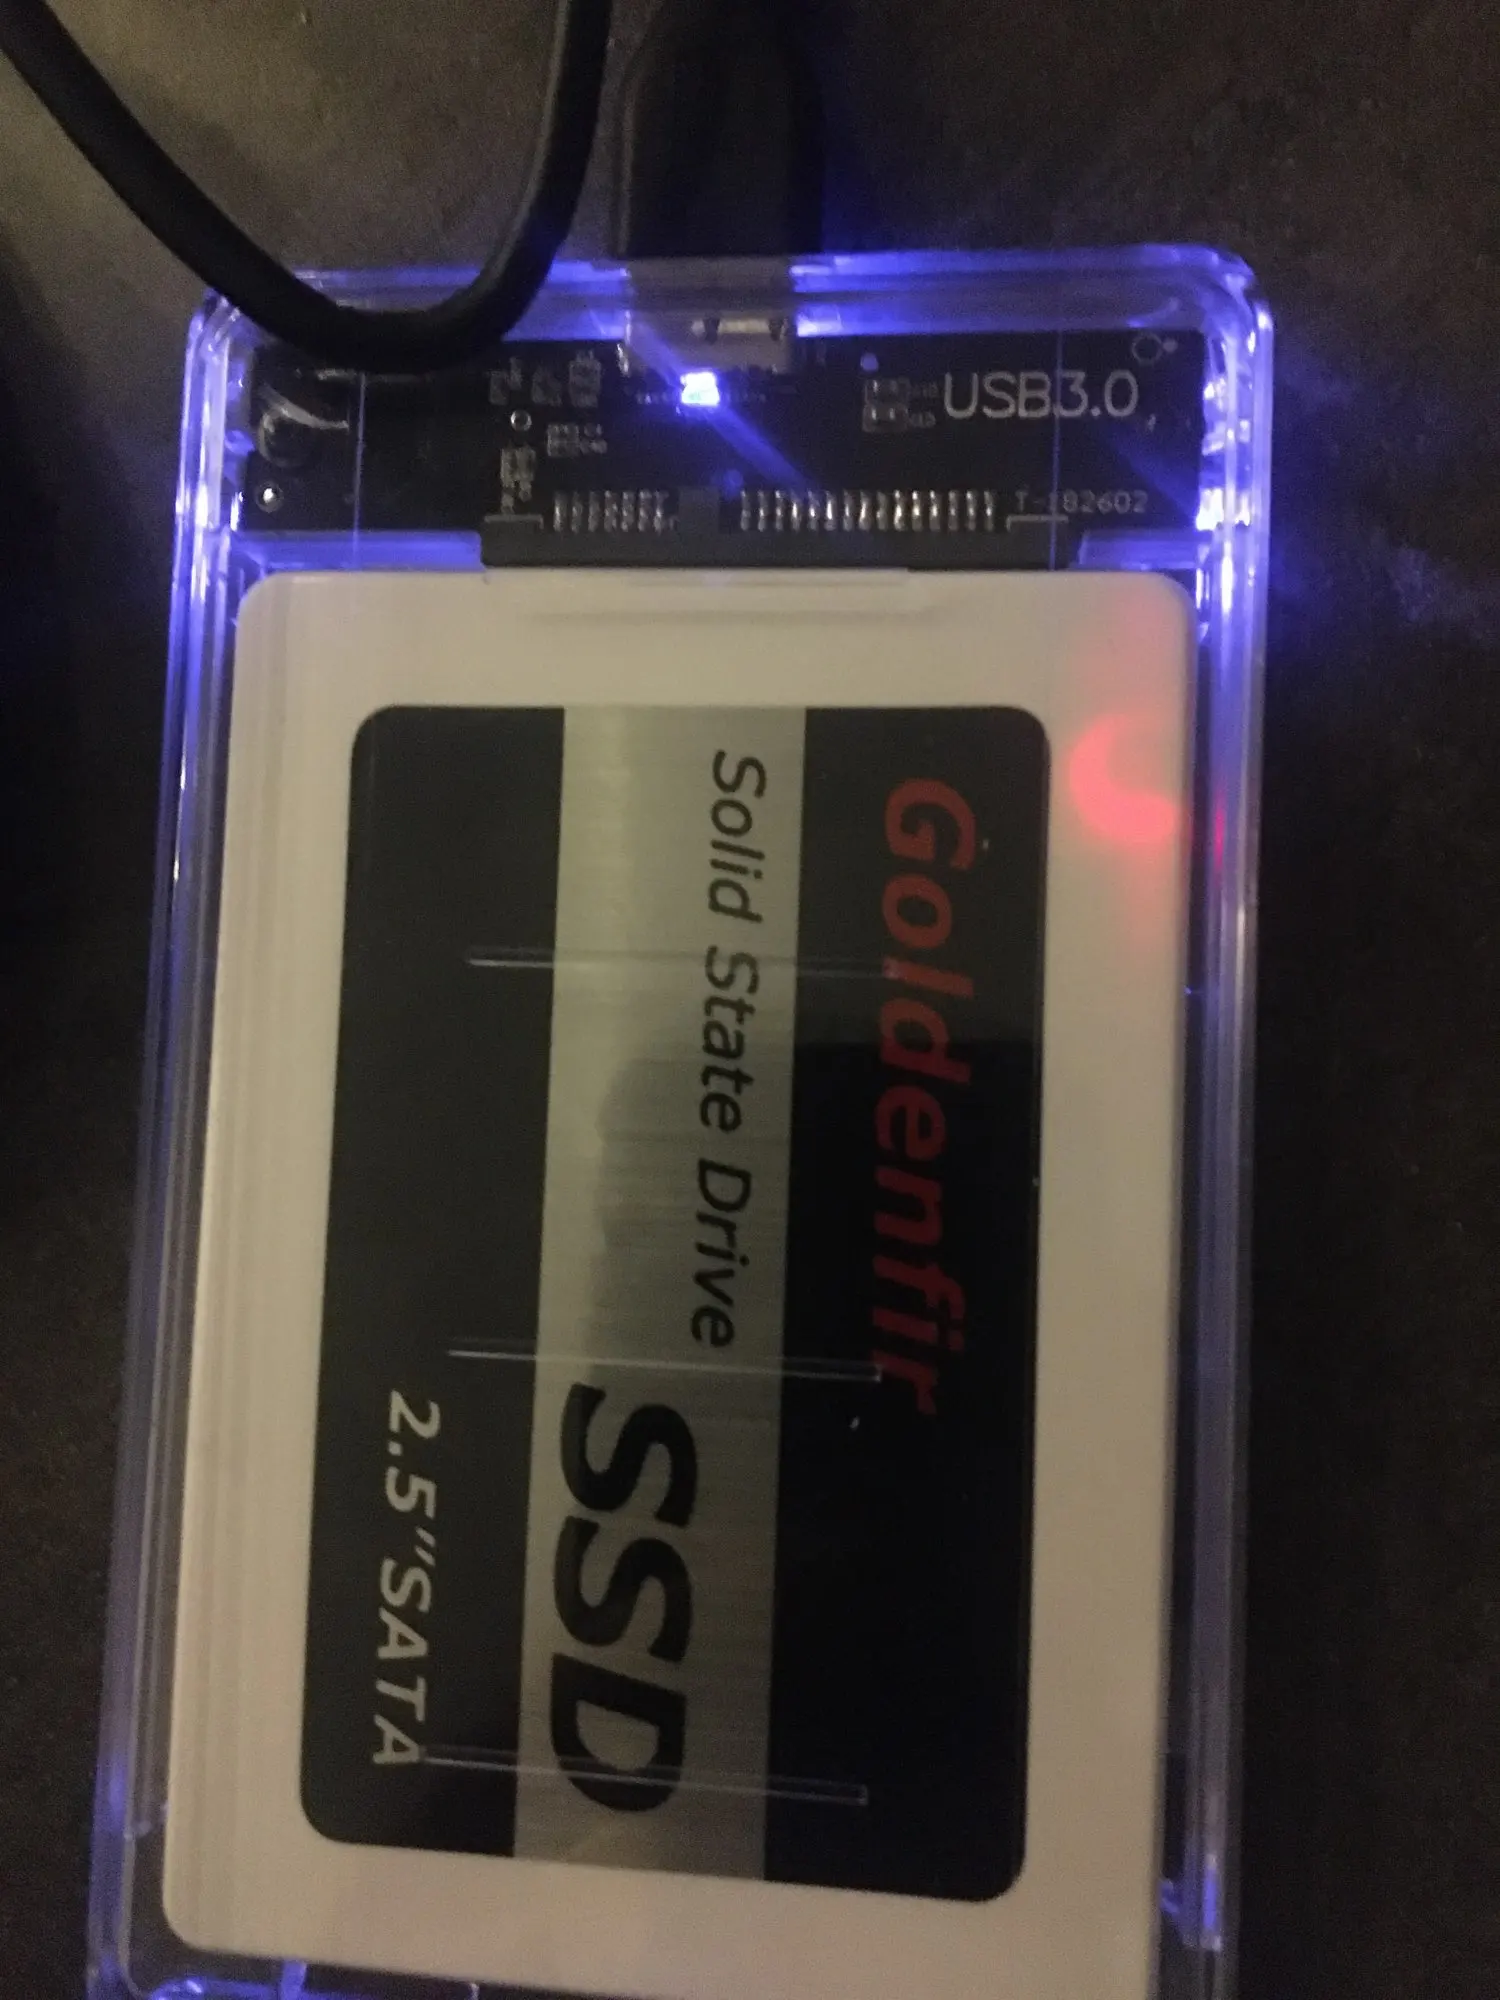 USB3.0
T-182602
Goldenfir
Solid State Drive
SSD
2.5"SATA